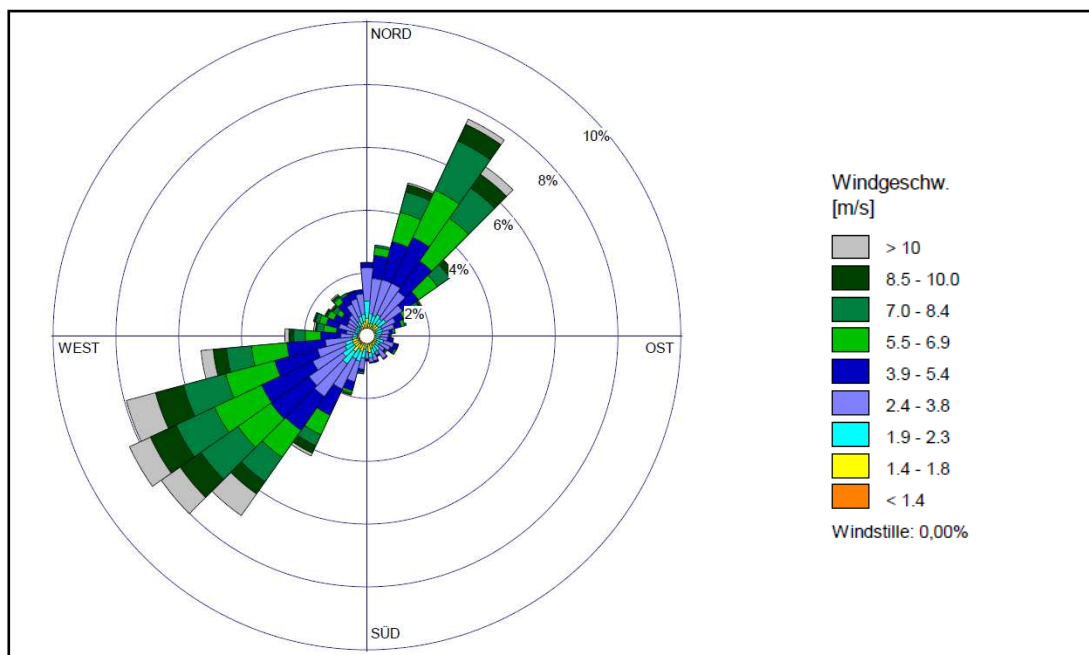 NORD
10%
8%
6%
4%
2%
WEST
OST
SÜD
Windgeschw.
[m/s]
> 10
8.5 - 10.0
7.0 - 8.4
5.5 - 6.9
3.9 - 5.4
2.4 - 3.8
1.9 - 2.3
1.4 - 1.8
< 1.4
Windstille: 0,00%